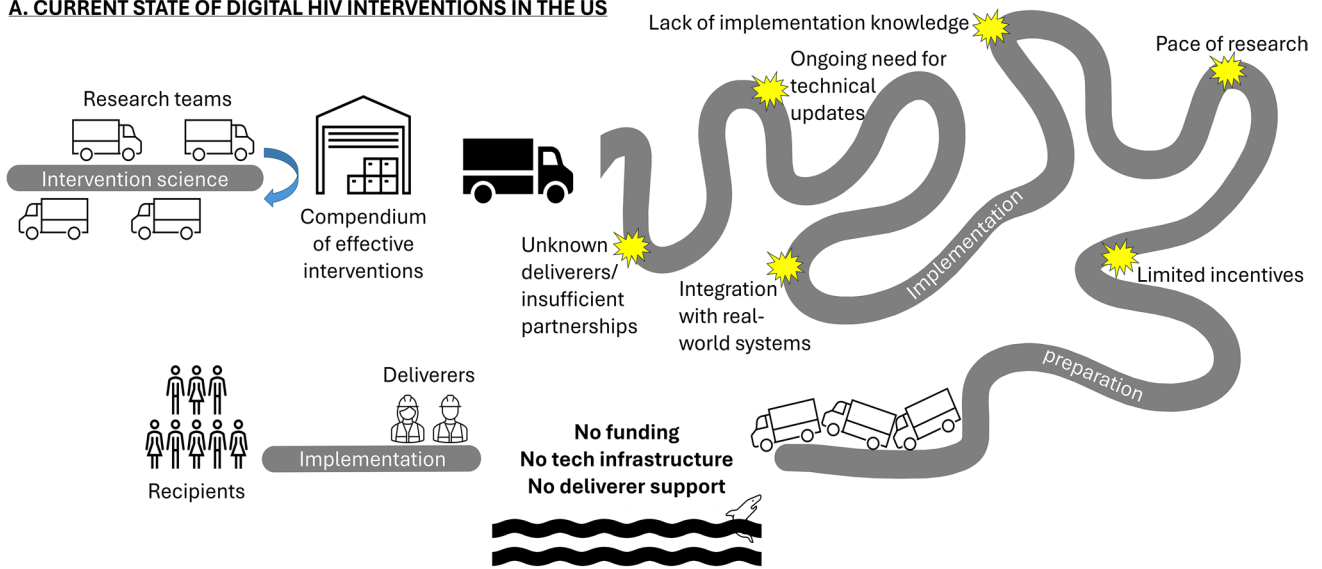 A. CURRENT STATE OF DIGITAL HIV INTERVENTIONS IN THE US
Research teams
Intervention science
Compendium
of effective
interventions
Unknown
deliverers/
insufficient
partnerships
Ongoing need for
technical
updates
Integration
with real-
world systems
Lack of implementation knowledge
Pace of research
Limited incentives
Implementation
preparation
No funding
No tech infrastructure
No deliverer support
Deliverers
Implementation
Recipients